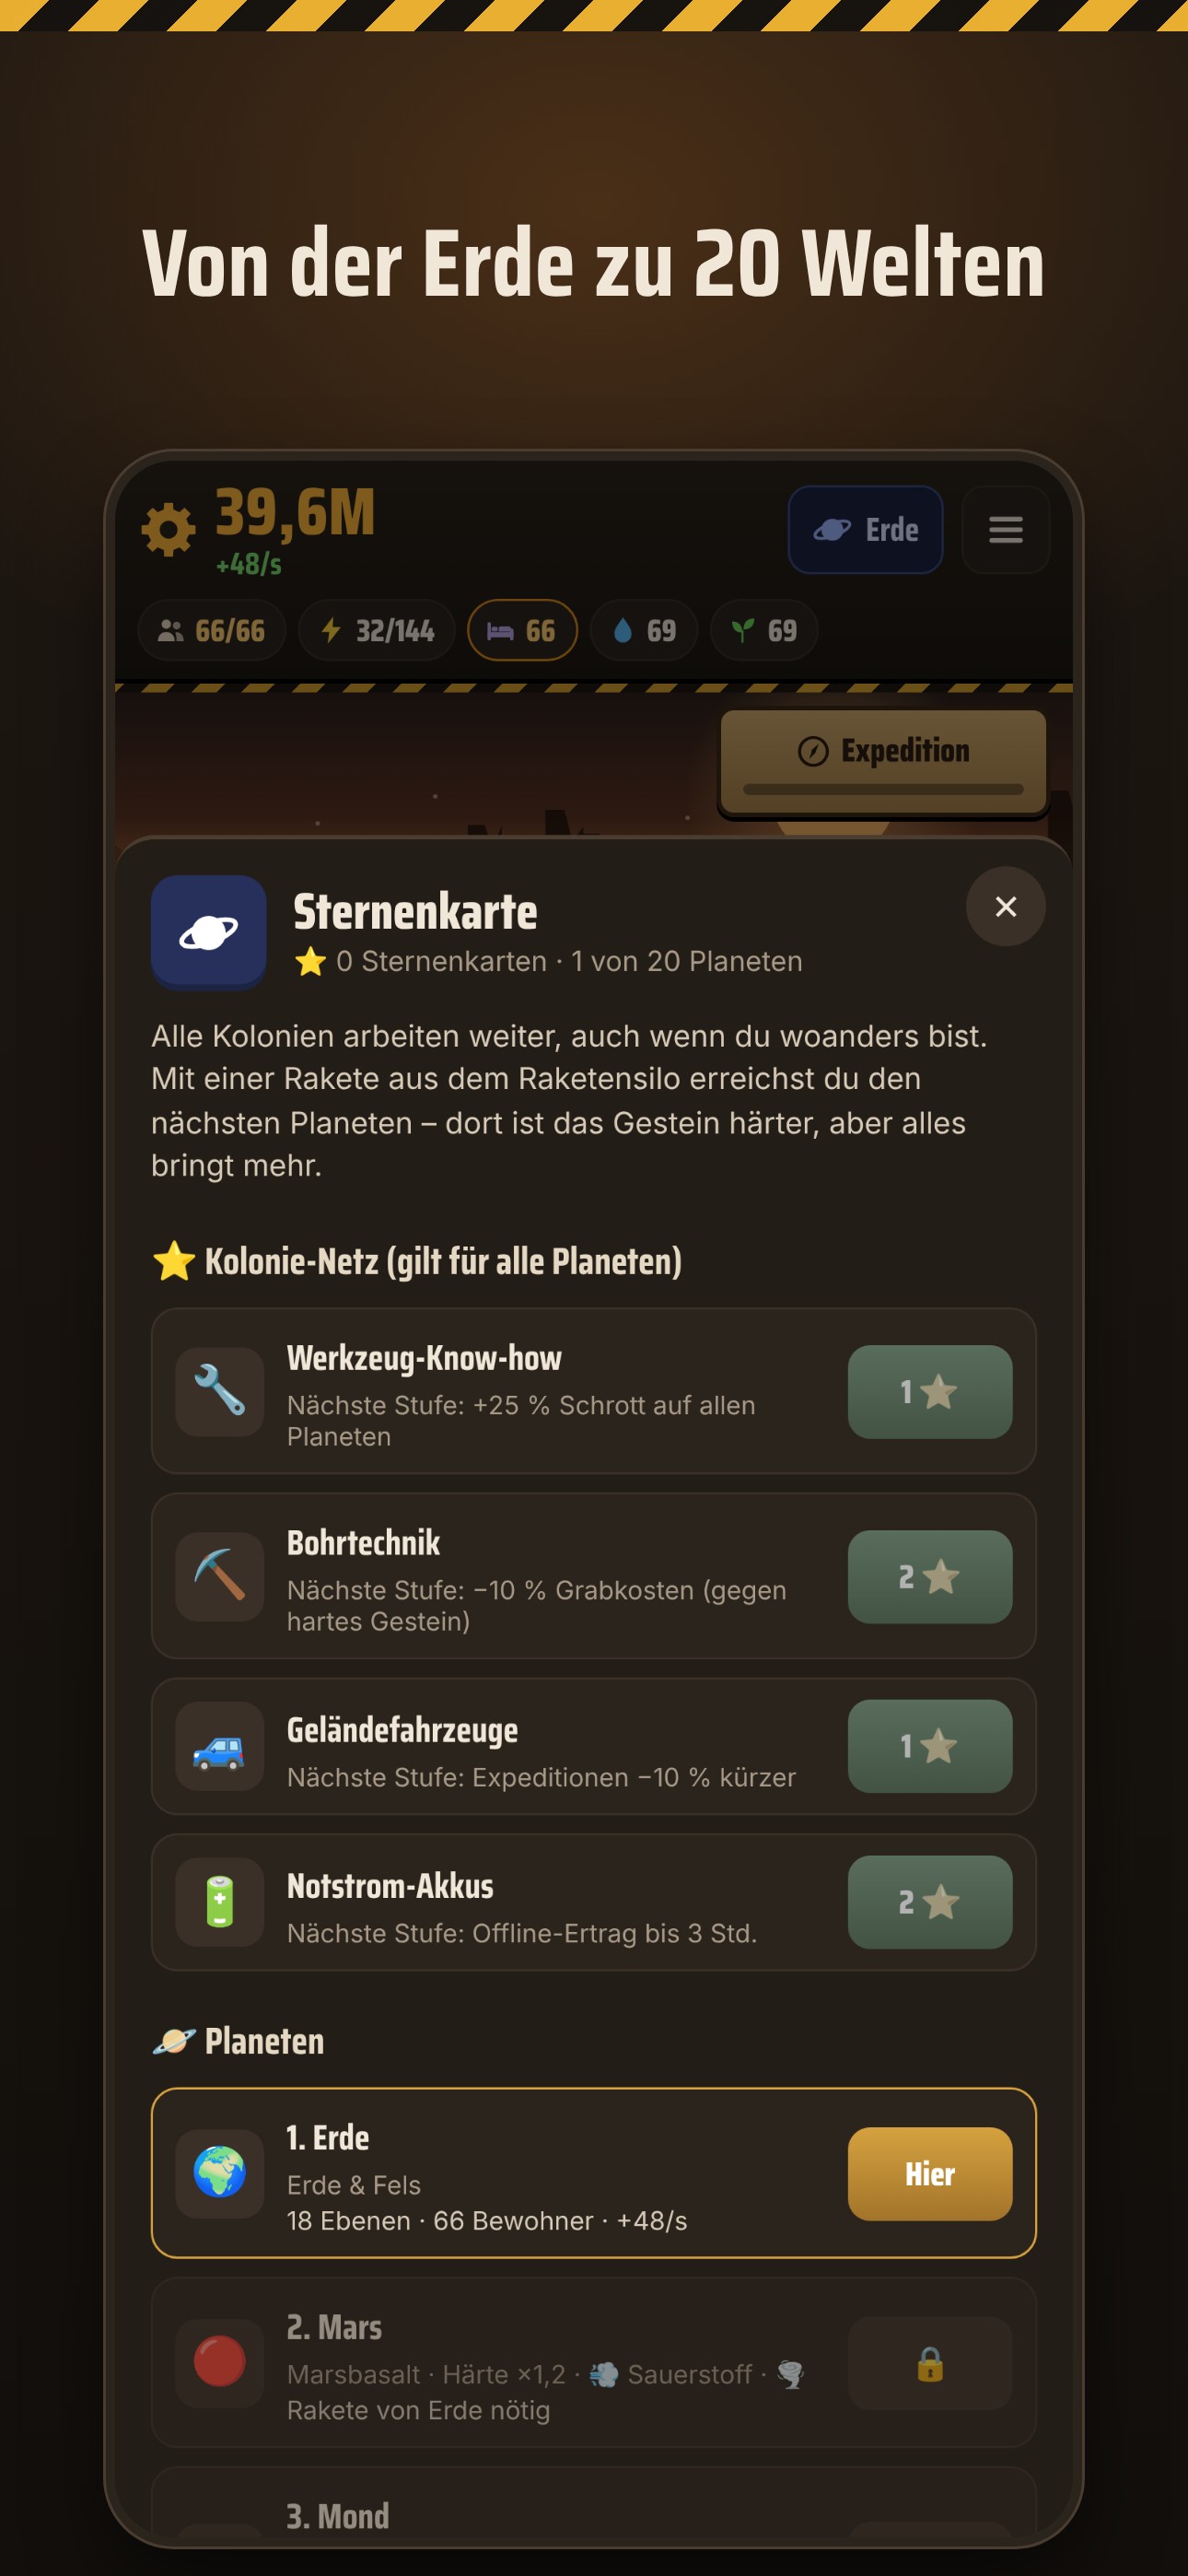 Von der Erde zu 20 Welten
39,6M
+48/s
Erde
66/66
32/144
66
69
69
Expedition
Sternenkarte
0 Sternenkarten · 1 von 20 Planeten
Alle Kolonien arbeiten weiter, auch wenn du woanders bist.
Mit einer Rakete aus dem Raketensilo erreichst du den
nächsten Planeten – dort ist das Gestein härter, aber alles
bringt mehr.
Kolonie-Netz (gilt für alle Planeten)
Werkzeug-Know-how
Nächste Stufe: +25 % Schrott auf allen
Planeten
1
Bohrtechnik
Nächste Stufe: −10 % Grabkosten (gegen
hartes Gestein)
2
Geländefahrzeuge
Nächste Stufe: Expeditionen −10 % kürzer
1
Notstrom-Akkus
Nächste Stufe: Offline-Ertrag bis 3 Std.
2
Planeten
1. Erde
Erde & Fels
18 Ebenen · 66 Bewohner · +48/s
Hier
2. Mars
Marsbasalt · Härte ×1,2 · Sauerstoff ·
Rakete von Erde nötig
3. Mond